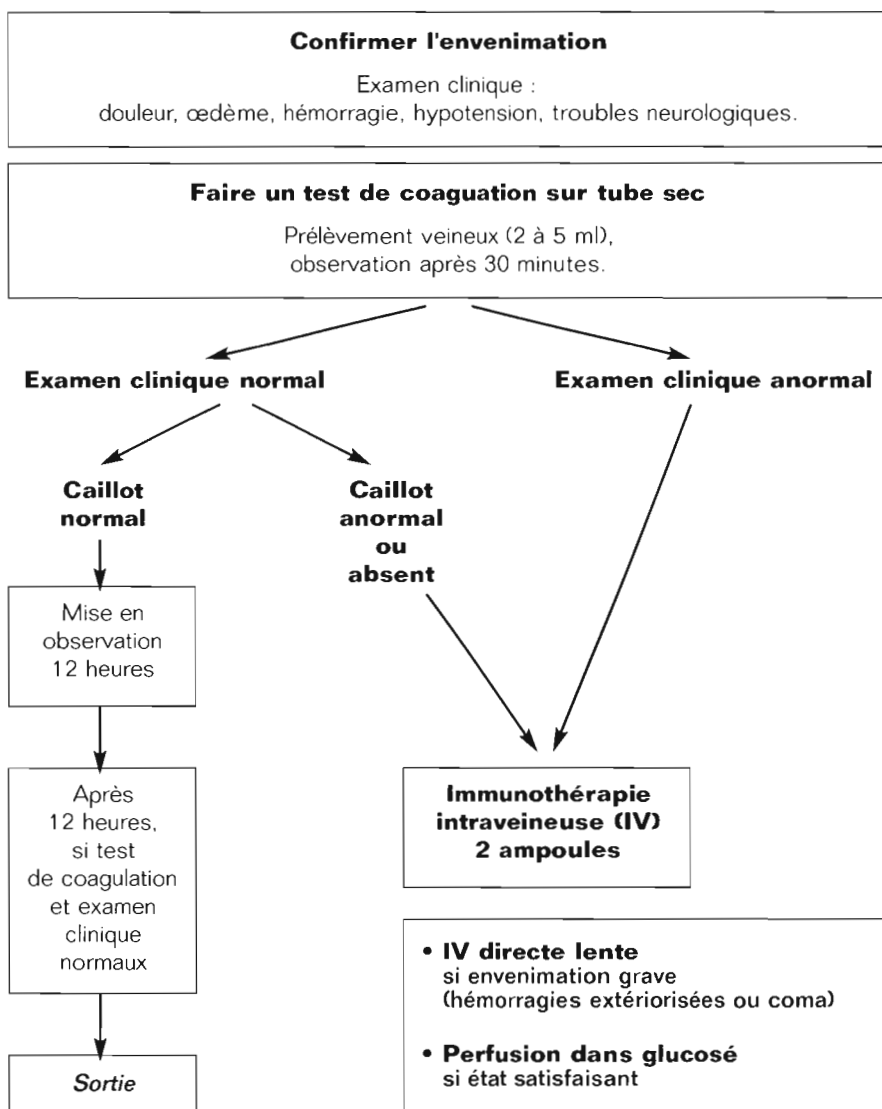 Confirmer l'envenimation
Examen clinique :
douleur, œdème, hémorragie, hypotension, troubles neurologiques.
Faire un test de coaguation sur tube sec
Prélèvement veineux (2 à 5 ml),
observation après 30 minutes.
Examen clinique normal
Examen clinique anormal
Caillot
normal
Caillot
anormal
ou
absent
Mise en
observation
12 heures
Après
12 heures,
si test
de coagulation
et examen
clinique
normaux
Sortie
Immunothérapie
intraveineuse (IV)
2 ampoules
• IV directe lente
si envenimation grave
(hémorragies extériorisées ou coma)
• Perfusion dans glucosé
si état satisfaisant